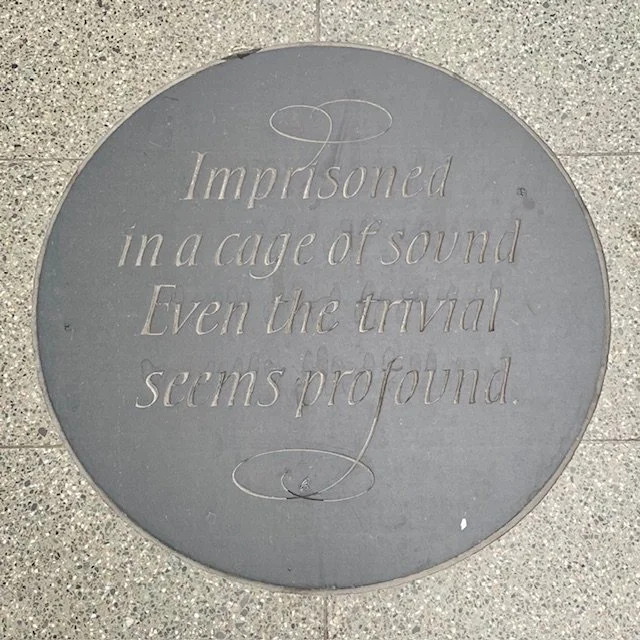 Imprisoned
in a cage of sound
Even the trivial
seems profound.